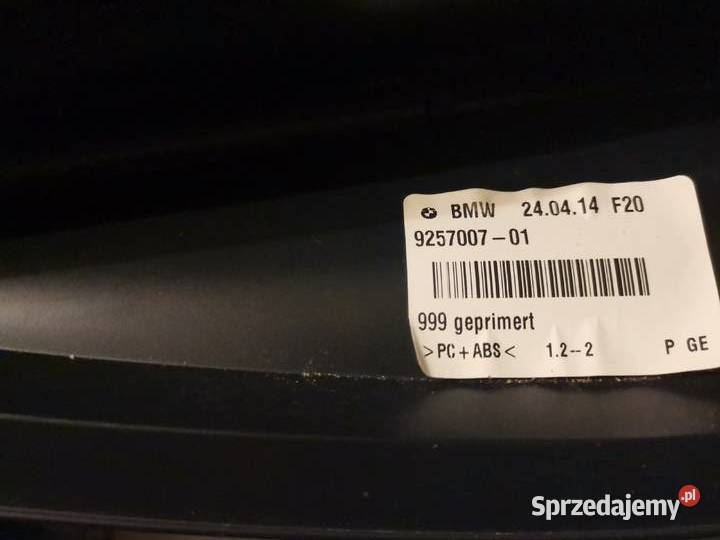 BMW 24.04.14 F20
9257007-01
999 geprimert
>PC+ABS< 1.2--2 P GE
Sprzedajemy.pl